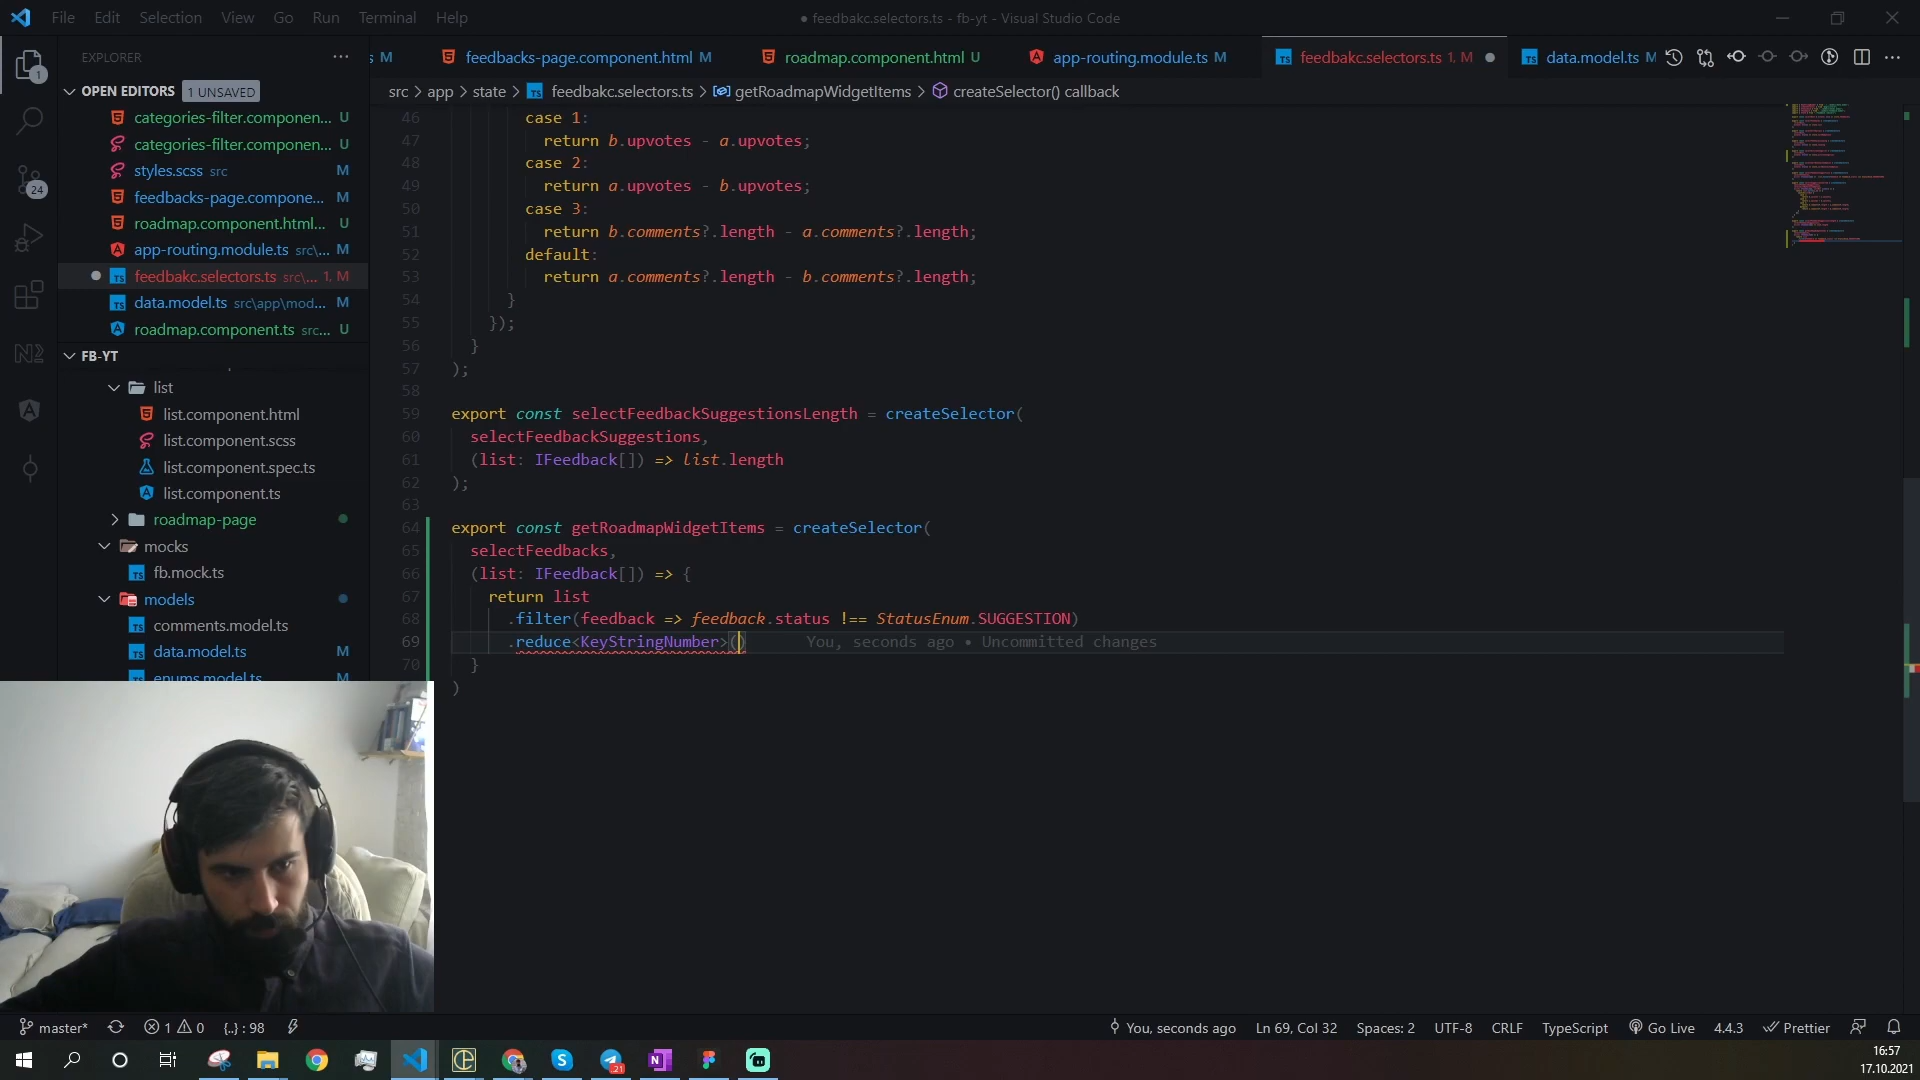 File Edit Selection View Go Run Terminal Help
● feedbakc.selectors.ts - fb-yt - Visual Studio Code
EXPLORER
s M
feedbacks-page.component.html M
roadmap.component.html U
app-routing.module.ts M
feedbakc.selectors.ts 1, M
data.model.ts M
OPEN EDITORS 1 UNSAVED
src > app > state > feedbakc.selectors.ts > getRoadmapWidgetItems > createSelector() callback
categories-filter.componen... U
categories-filter.componen... U
styles.scss src M
feedbacks-page.compone... M
roadmap.component.html... U
app-routing.module.ts src\... M
feedbakc.selectors.ts src\... 1, M
data.model.ts src\app\mod... M
roadmap.component.ts src... U
FB-YT
list
list.component.html
list.component.scss
list.component.spec.ts
list.component.ts
roadmap-page
mocks
fb.mock.ts
models
comments.model.ts
data.model.ts M
enums.model.ts M
1
24
46 case 1:
47 return b.upvotes - a.upvotes;
48 case 2:
49 return a.upvotes - b.upvotes;
50 case 3:
51 return b.comments?.length - a.comments?.length;
52 default:
53 return a.comments?.length - b.comments?.length;
54 }
55 });
56 }
57 );
58
59 export const selectFeedbackSuggestionsLength = createSelector(
60 selectFeedbackSuggestions,
61 (list: IFeedback[]) => list.length
62 );
63
64 export const getRoadmapWidgetItems = createSelector(
65 selectFeedbacks,
66 (list: IFeedback[]) => {
67 return list
68 .filter(feedback => feedback.status !== StatusEnum.SUGGESTION)
69 .reduce<KeyStringNumber>() You, seconds ago • Uncommitted changes
70 }
)
master* 1 0 {..} : 98
You, seconds ago Ln 69, Col 32 Spaces: 2 UTF-8 CRLF TypeScript Go Live 4.4.3 Prettier
21
16:57
17.10.2021